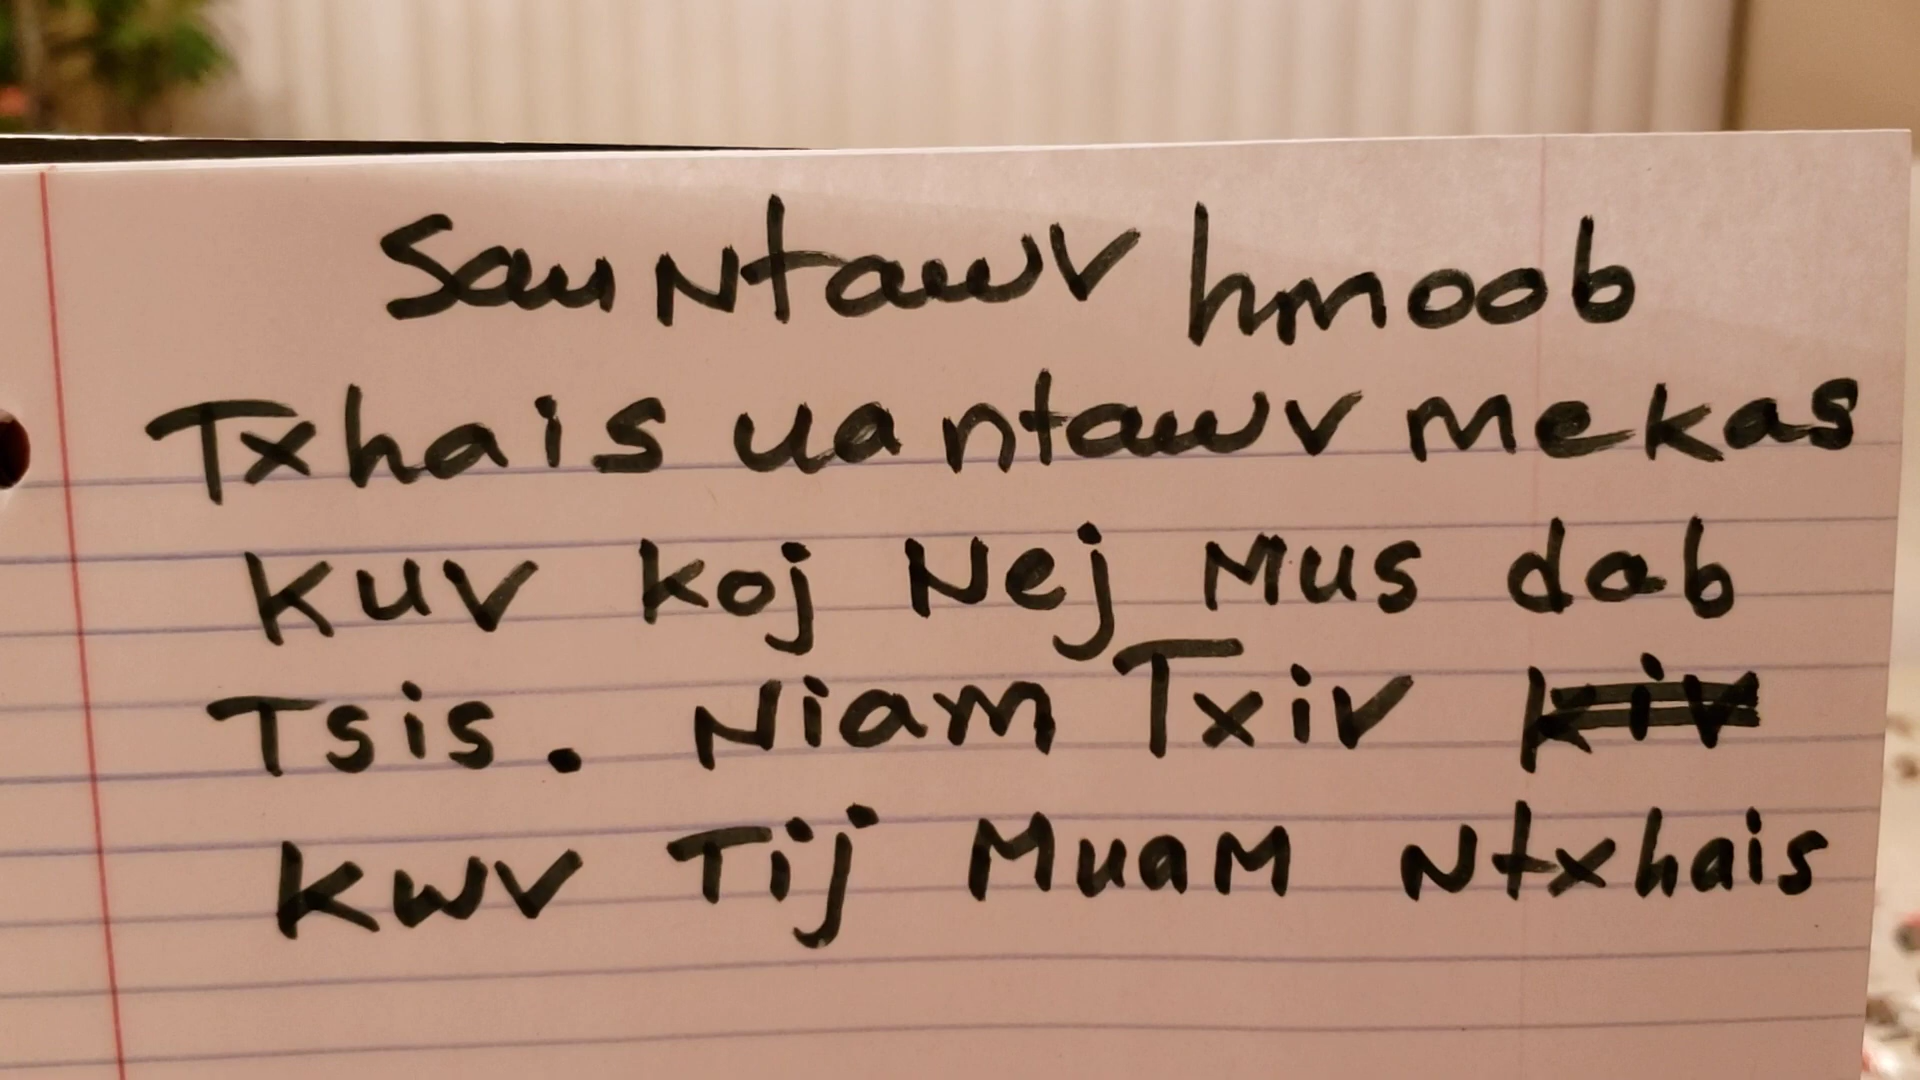 Sau Ntawv hmoob
Txhais ua ntawv mekas
Kuv koj Nej Mus dab
Tsis. Niam Txiv kiv
Kwv Tij Muam Ntxhais